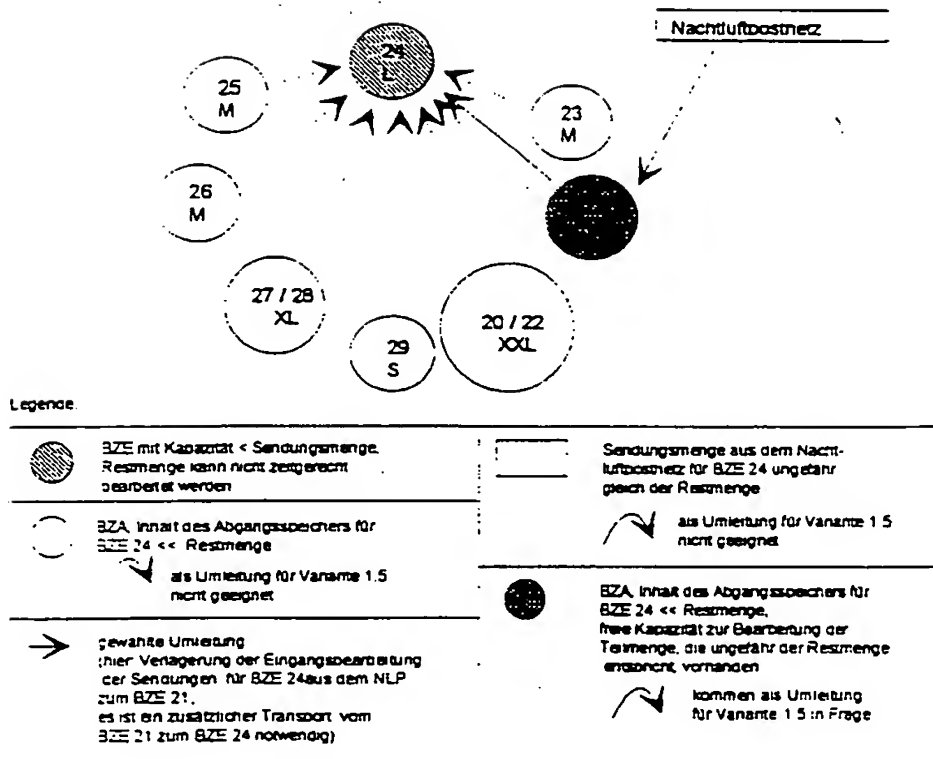 Nachtluftpostnetz
24
L
25
M
23
M
26
M
27 / 28
XL
20 / 22
XXL
29
S
Legende.
BZE mit Kapazität < Sendungsmenge,
Restmenge kann nicht zeitgerecht
bearbeitet werden
BZA, Inhalt des Abgangsspeichers für
BZE 24 << Restmenge
als Umleitung für Variante 1.5
nicht geeignet
gewählte Umleitung
(hier Verlagerung der Eingangsbearbeitung
der Sendungen für BZE 24aus dem NLP
zum BZE 21,
es ist ein zusätzlicher Transport vom
BZE 21 zum BZE 24 notwendig)
Sendungsmenge aus dem Nacht-
luftpostnetz für BZE 24 ungefähr
gleich der Restmenge
als Umleitung für Variante 1.5
nicht geeignet
BZA, Inhalt des Abgangsspeichers für
BZE 24 << Restmenge,
freie Kapazität zur Bearbeitung der
Teilmenge, die ungefähr der Restmenge
entspricht, vorhanden
kommen als Umleitung
für Variante 1.5 in Frage